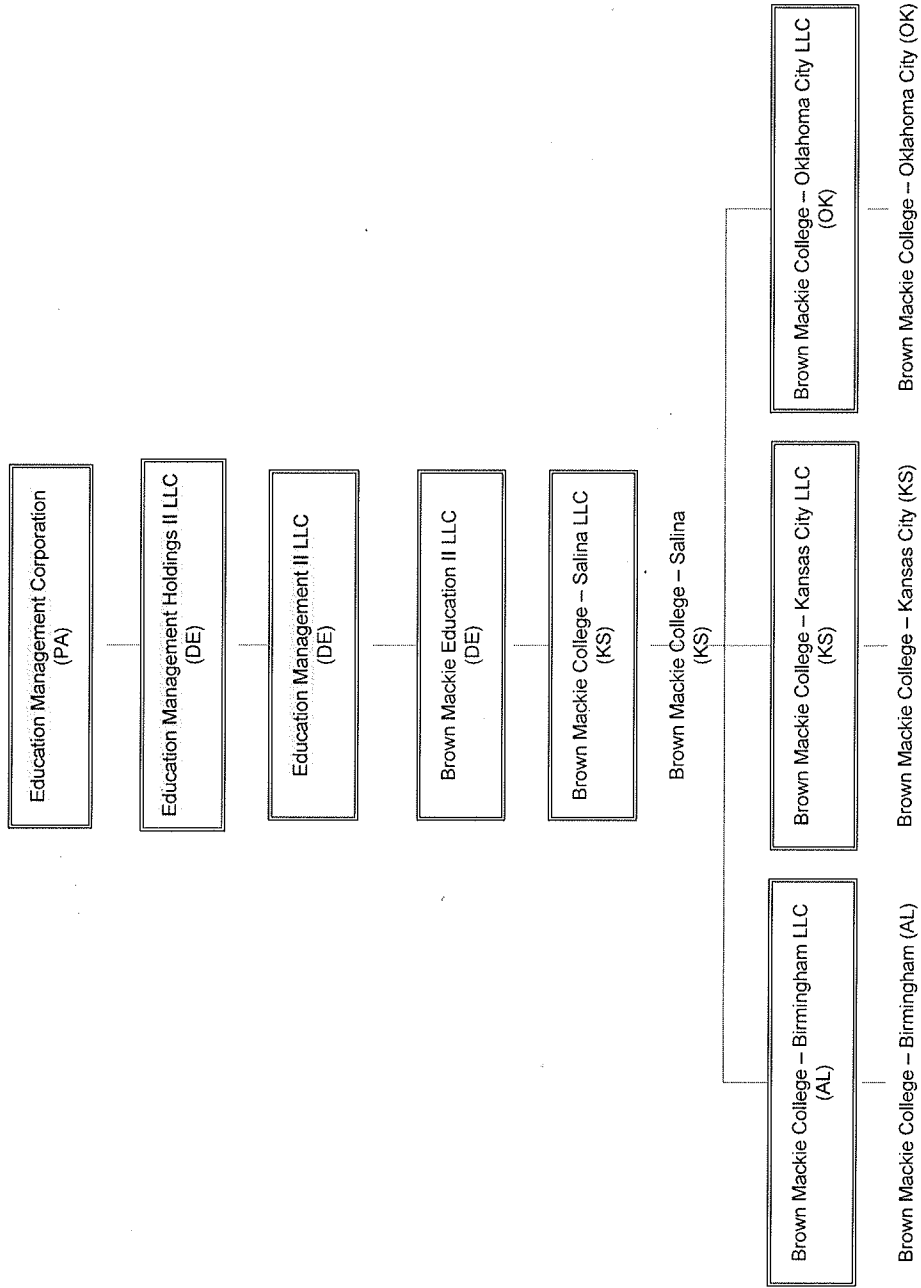 Education Management Corporation
(PA)
Education Management Holdings II LLC
(DE)
Education Management II LLC
(DE)
Brown Mackie Education II LLC
(DE)
Brown Mackie College – Salina LLC
(KS)
Brown Mackie College – Salina
(KS)
Brown Mackie College – Birmingham LLC
(AL)
Brown Mackie College – Kansas City LLC
(KS)
Brown Mackie College – Oklahoma City LLC
(OK)
Brown Mackie College – Birmingham (AL)
Brown Mackie College – Kansas City (KS)
Brown Mackie College – Oklahoma City (OK)